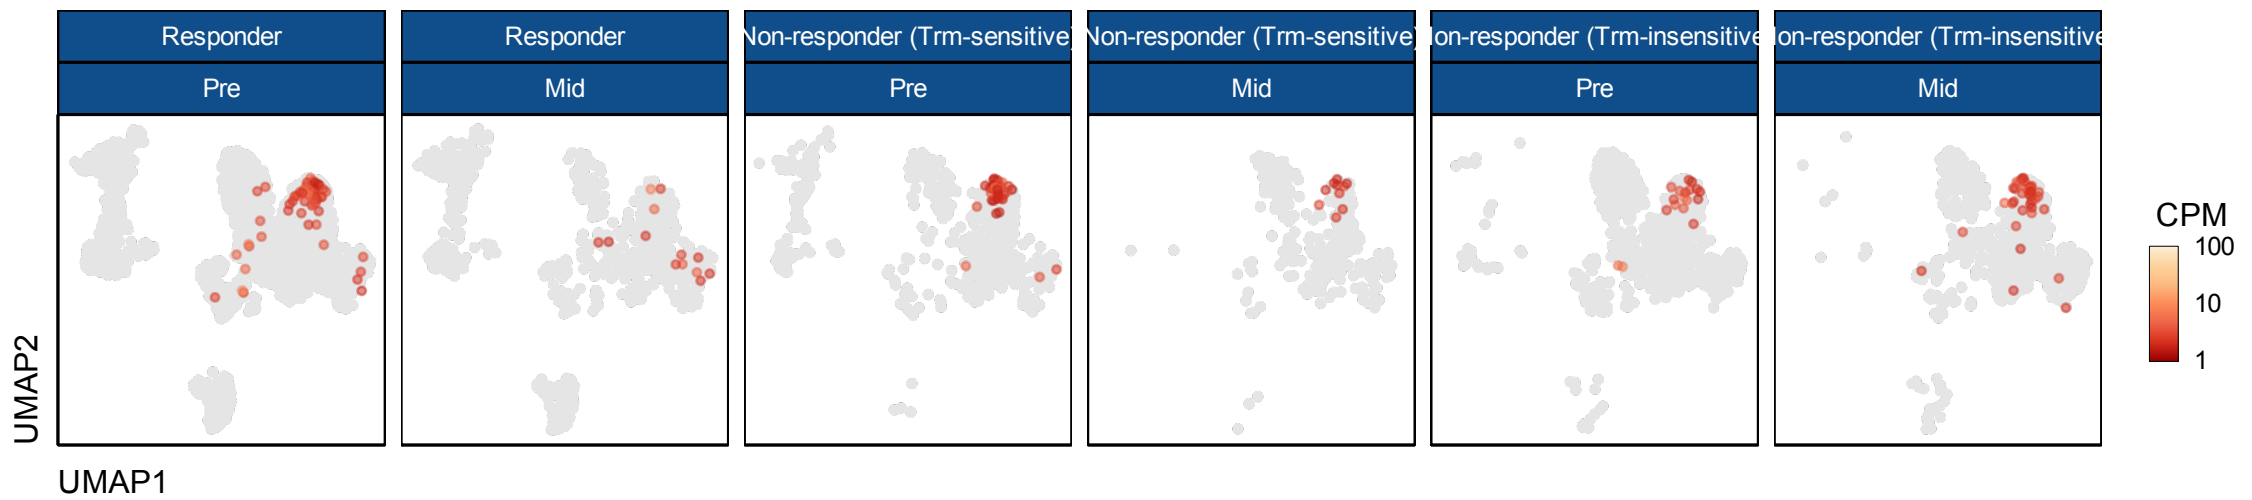 Responder
Responder
Non-responder (Trm-sensitive)
Non-responder (Trm-sensitive)
on-responder (Trm-insensitive
on-responder (Trm-insensitive
Pre
Mid
Pre
Mid
Pre
Mid
CPM
100
10
1
UMAP2
UMAP1